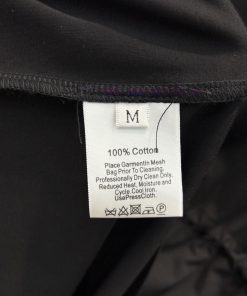 M
100% Cotton
Place Garmentin Mesh
Bag Prior To Cleaning.
Professionally Dry Clean Only.
Reduced Heat, Moisture and
Cycle.Cool Iron.
UsePressCloth.